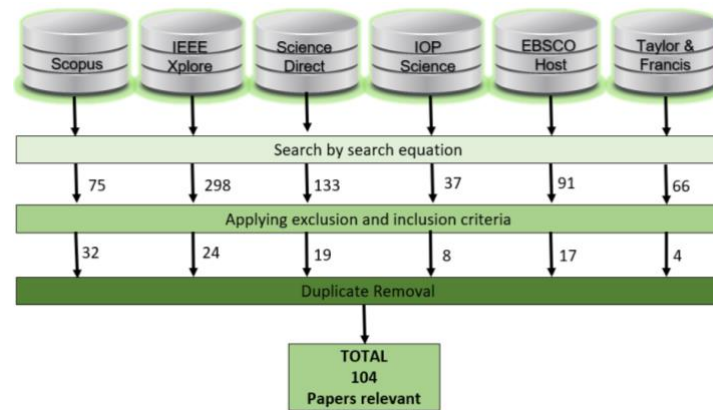 Scopus
IEEE
Xplore
Science
Direct
IOP
Science
EBSCO
Host
Taylor &
Francis
Search by search equation
75 298 133 37 91 66
Applying exclusion and inclusion criteria
32 24 19 8 17 4
Duplicate Removal
TOTAL
104
Papers relevant